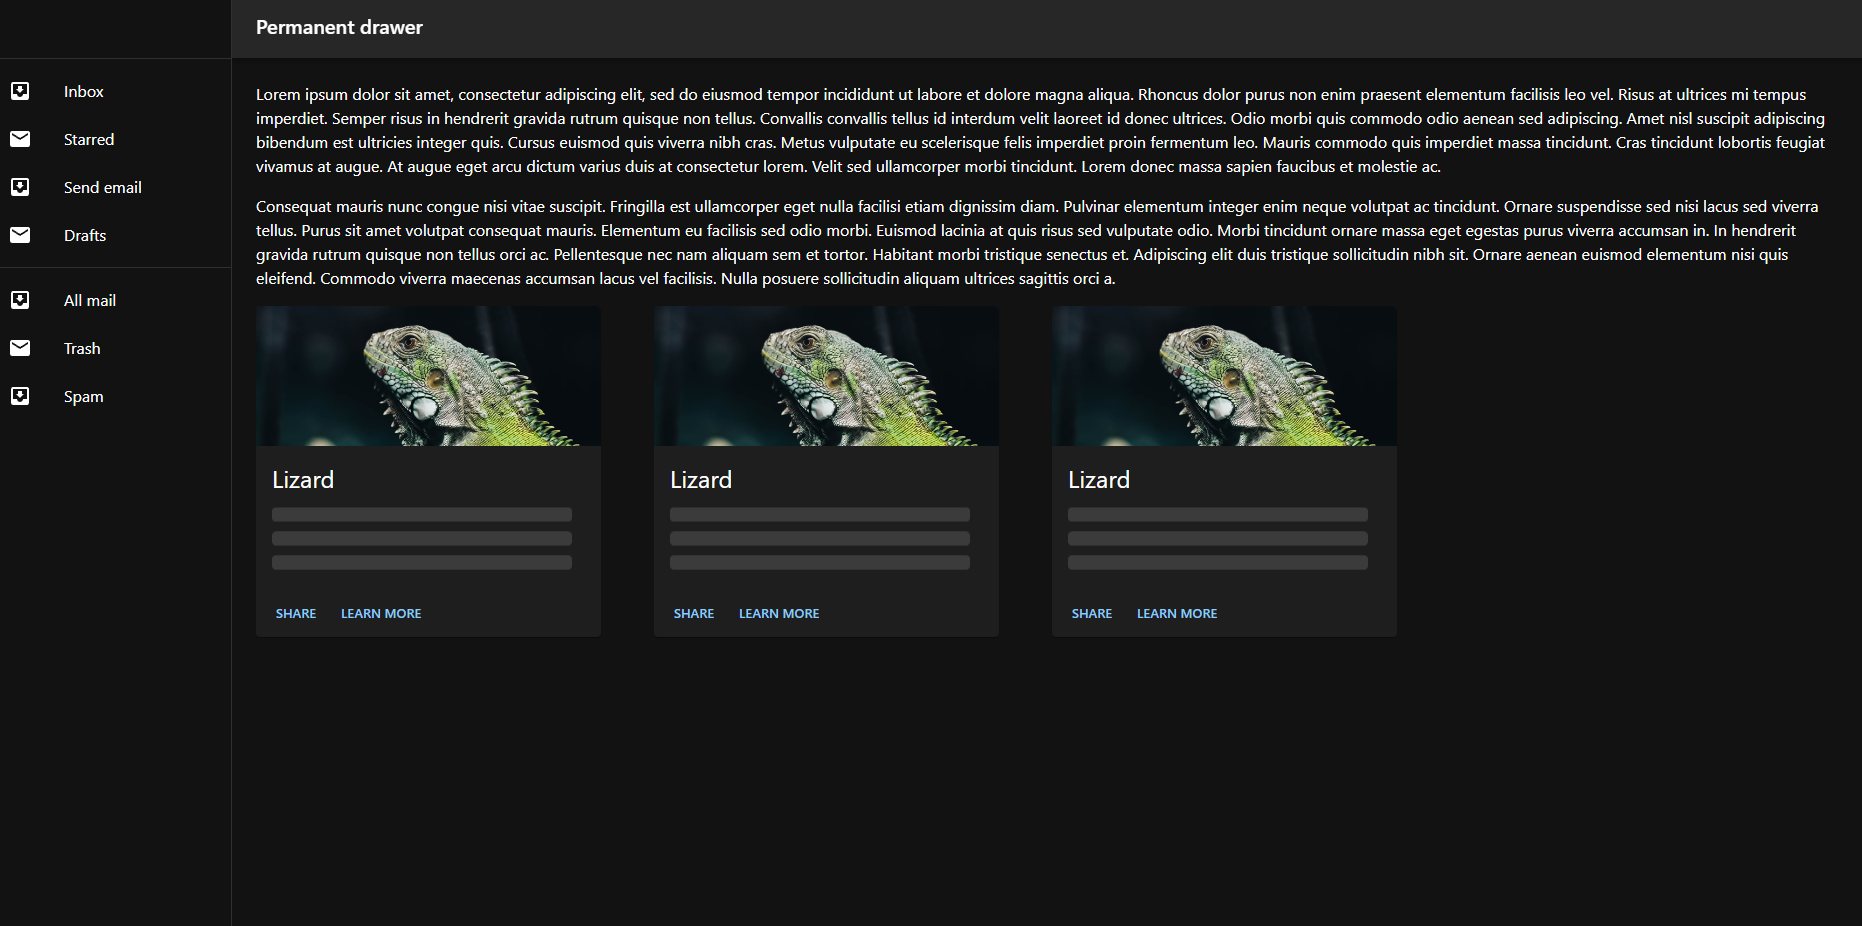 Permanent drawer
Inbox
Starred
Send email
Drafts
All mail
Trash
Spam
Lorem ipsum dolor sit amet, consectetur adipiscing elit, sed do eiusmod tempor incididunt ut labore et dolore magna aliqua. Rhoncus dolor purus non enim praesent elementum facilisis leo vel. Risus at ultrices mi tempus
imperdiet. Semper risus in hendrerit gravida rutrum quisque non tellus. Convallis convallis tellus id interdum velit laoreet id donec ultrices. Odio morbi quis commodo odio aenean sed adipiscing. Amet nisl suscipit adipiscing
bibendum est ultricies integer quis. Cursus euismod quis viverra nibh cras. Metus vulputate eu scelerisque felis imperdiet proin fermentum leo. Mauris commodo quis imperdiet massa tincidunt. Cras tincidunt lobortis feugiat
vivamus at augue. At augue eget arcu dictum varius duis at consectetur lorem. Velit sed ullamcorper morbi tincidunt. Lorem donec massa sapien faucibus et molestie ac.
Consequat mauris nunc congue nisi vitae suscipit. Fringilla est ullamcorper eget nulla facilisi etiam dignissim diam. Pulvinar elementum integer enim neque volutpat ac tincidunt. Ornare suspendisse sed nisi lacus sed viverra
tellus. Purus sit amet volutpat consequat mauris. Elementum eu facilisis sed odio morbi. Euismod lacinia at quis risus sed vulputate odio. Morbi tincidunt ornare massa eget egestas purus viverra accumsan in. In hendrerit
gravida rutrum quisque non tellus orci ac. Pellentesque nec nam aliquam sem et tortor. Habitant morbi tristique senectus et. Adipiscing elit duis tristique sollicitudin nibh sit. Ornare aenean euismod elementum nisi quis
eleifend. Commodo viverra maecenas accumsan lacus vel facilisis. Nulla posuere sollicitudin aliquam ultrices sagittis orci a.
Lizard
SHARE LEARN MORE
Lizard
SHARE LEARN MORE
Lizard
SHARE LEARN MORE